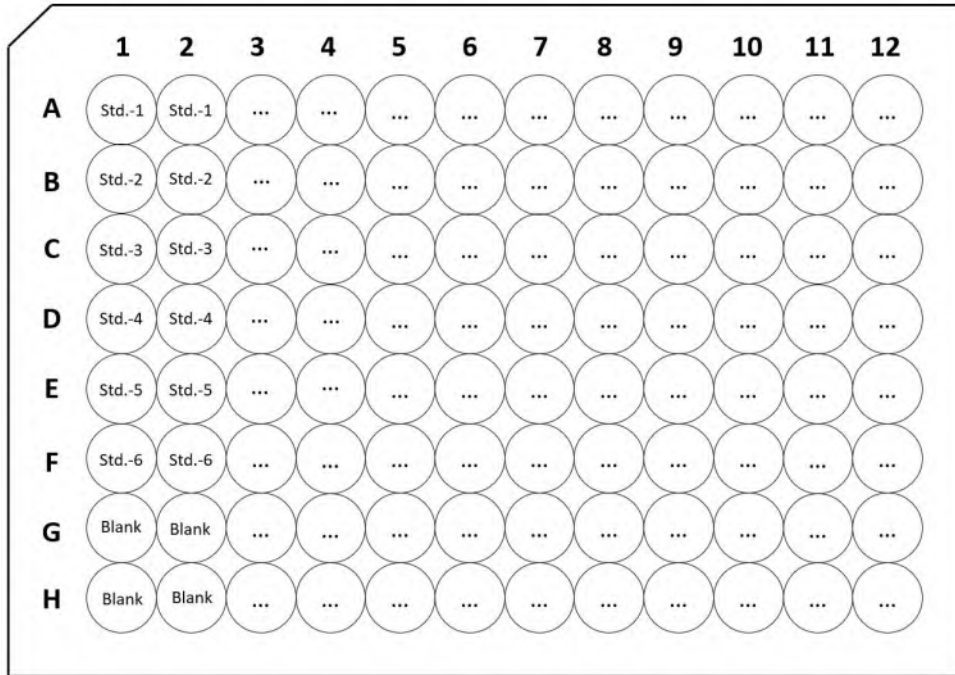 1 2 3 4 5 6 7 8 9 10 11 12
A Std.-1 Std.-1 ... ... ... ... ... ... ... ... ... ...
B Std.-2 Std.-2 ... ... ... ... ... ... ... ... ... ...
C Std.-3 Std.-3 ... ... ... ... ... ... ... ... ... ...
D Std.-4 Std.-4 ... ... ... ... ... ... ... ... ... ...
E Std.-5 Std.-5 ... ... ... ... ... ... ... ... ... ...
F Std.-6 Std.-6 ... ... ... ... ... ... ... ... ... ...
G Blank Blank ... ... ... ... ... ... ... ... ... ...
H Blank Blank ... ... ... ... ... ... ... ... ... ...